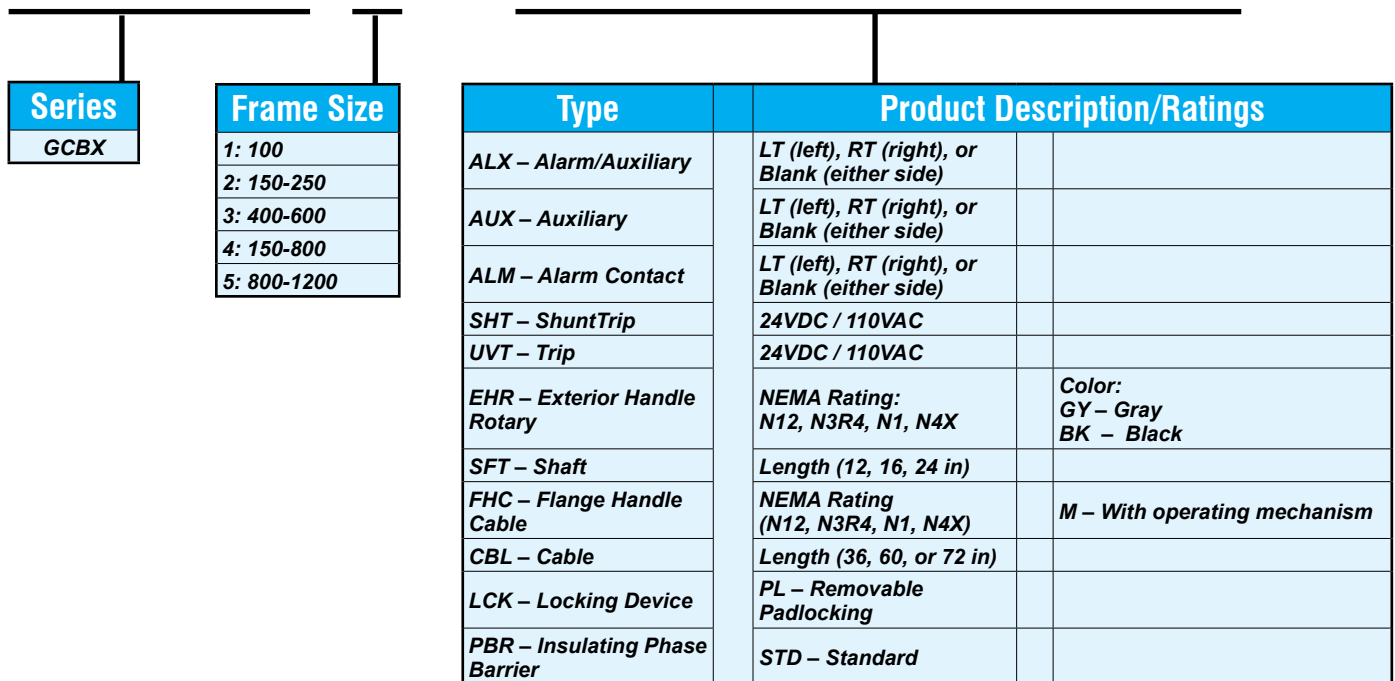 Series
GCBX
Frame Size
1: 100
2: 150-250
3: 400-600
4: 150-800
5: 800-1200
Type
Product Description/Ratings
ALX – Alarm/Auxiliary
LT (left), RT (right), or
Blank (either side)
AUX – Auxiliary
LT (left), RT (right), or
Blank (either side)
ALM – Alarm Contact
LT (left), RT (right), or
Blank (either side)
SHT – ShuntTrip
24VDC / 110VAC
UVT – Trip
24VDC / 110VAC
EHR – Exterior Handle
Rotary
NEMA Rating:
N12, N3R4, N1, N4X
Color:
GY – Gray
BK – Black
SFT – Shaft
Length (12, 16, 24 in)
FHC – Flange Handle
Cable
NEMA Rating
(N12, N3R4, N1, N4X)
M – With operating mechanism
CBL – Cable
Length (36, 60, or 72 in)
LCK – Locking Device
PL – Removable
Padlocking
PBR – Insulating Phase
Barrier
STD – Standard